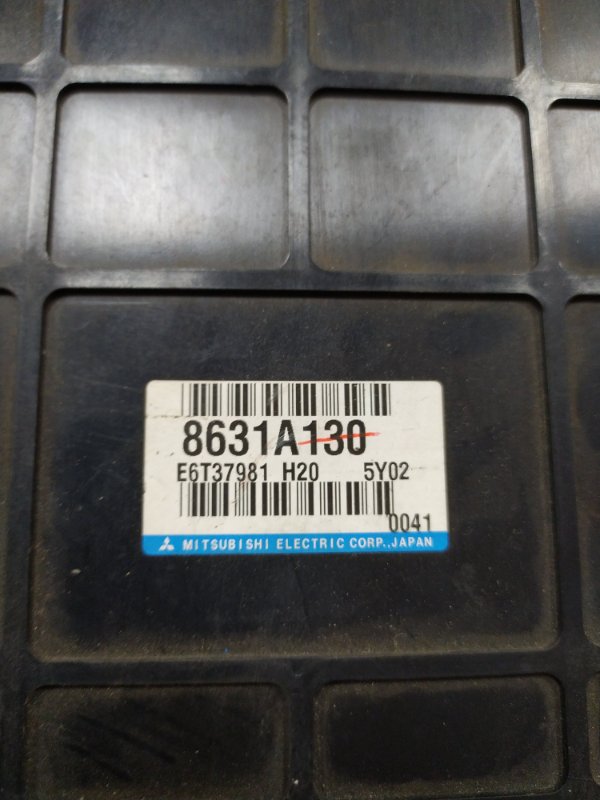 8631A130
E6T37981 H20 5Y02
0041
MITSUBISHI ELECTRIC CORP.,JAPAN